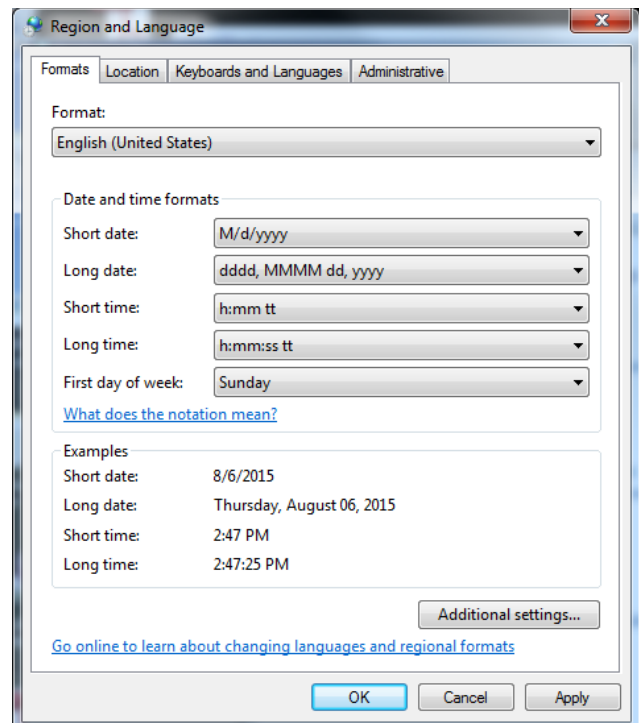 Region and Language
Formats Location Keyboards and Languages Administrative
Format:
English (United States)
Date and time formats
Short date: M/d/yyyy
Long date: dddd, MMMM dd, yyyy
Short time: h:mm tt
Long time: h:mm:ss tt
First day of week: Sunday
What does the notation mean?
Examples
Short date: 8/6/2015
Long date: Thursday, August 06, 2015
Short time: 2:47 PM
Long time: 2:47:25 PM
Additional settings...
Go online to learn about changing languages and regional formats
OK Cancel Apply